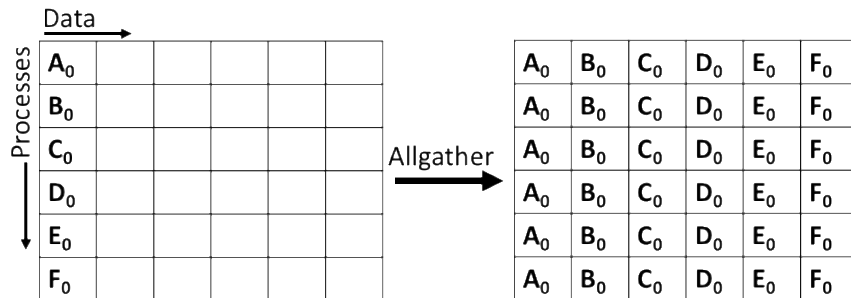 Data
Processes
A₀
B₀
C₀
D₀
E₀
F₀
Allgather
A₀ B₀ C₀ D₀ E₀ F₀
A₀ B₀ C₀ D₀ E₀ F₀
A₀ B₀ C₀ D₀ E₀ F₀
A₀ B₀ C₀ D₀ E₀ F₀
A₀ B₀ C₀ D₀ E₀ F₀
A₀ B₀ C₀ D₀ E₀ F₀